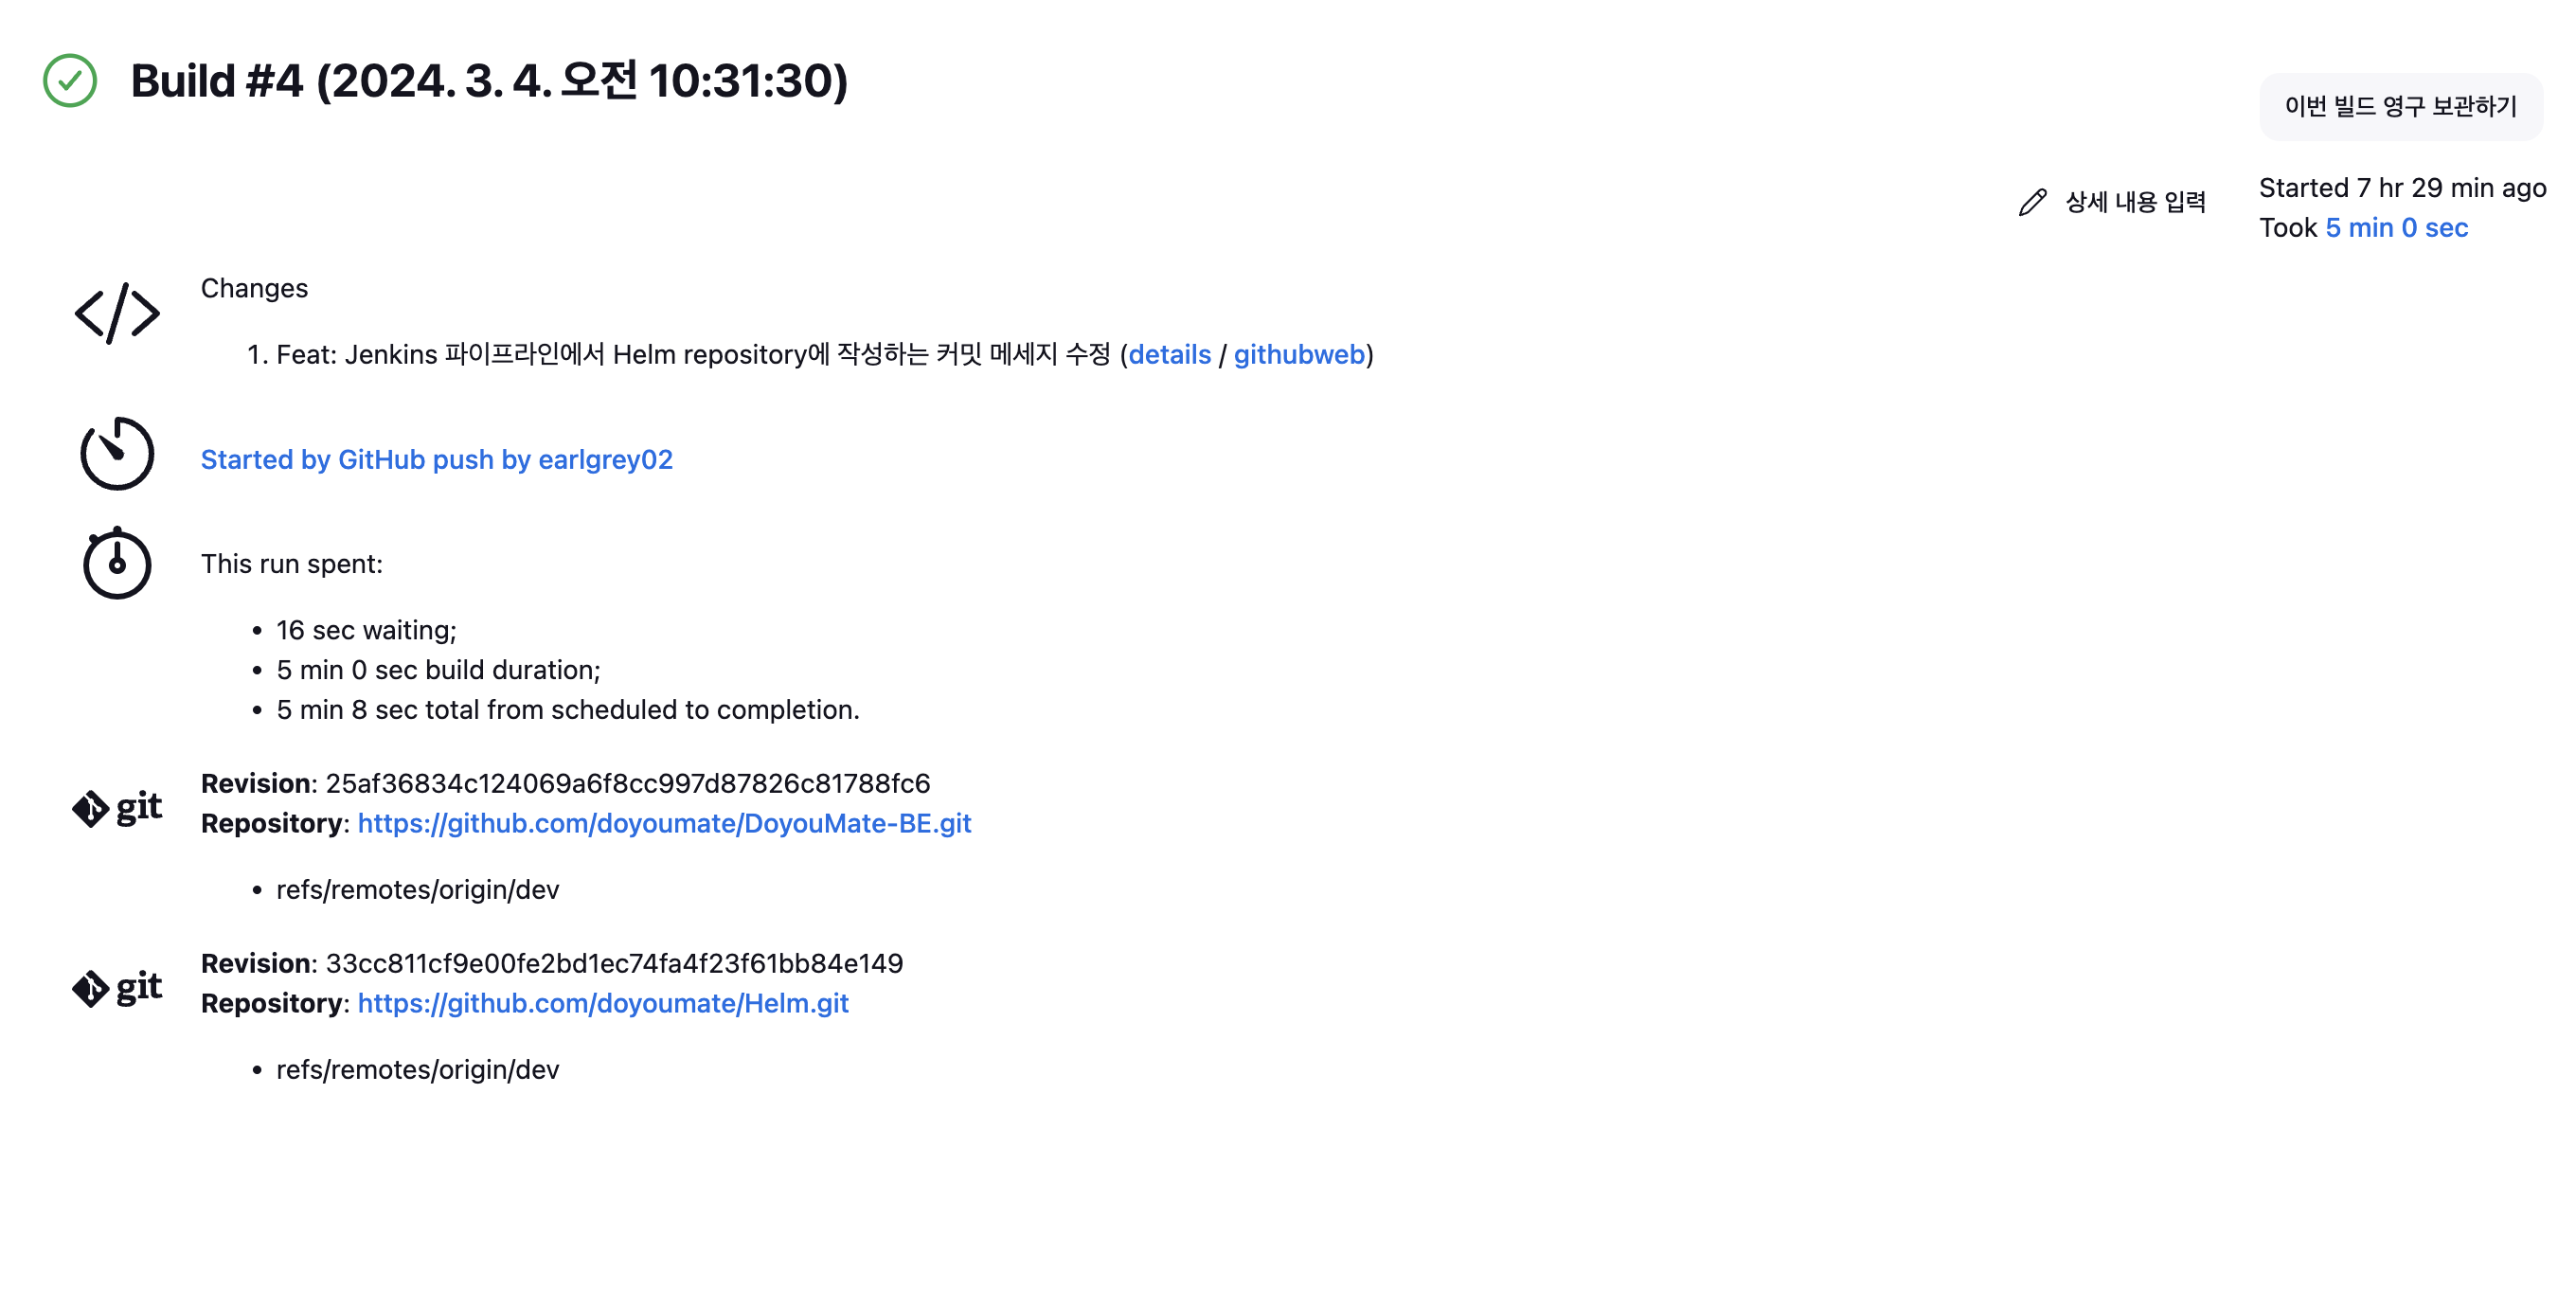 Build #4 (2024. 3. 4. 오전 10:31:30)
이번 빌드 영구 보관하기
상세 내용 입력
Started 7 hr 29 min ago
Took 5 min 0 sec
Changes
1. Feat: Jenkins 파이프라인에서 Helm repository에 작성하는 커밋 메세지 수정 (details / githubweb)
Started by GitHub push by earlgrey02
This run spent:
• 16 sec waiting;
• 5 min 0 sec build duration;
• 5 min 8 sec total from scheduled to completion.
git
Revision: 25af36834c124069a6f8cc997d87826c81788fc6
Repository: https://github.com/doyoumate/DoyouMate-BE.git
• refs/remotes/origin/dev
git
Revision: 33cc811cf9e00fe2bd1ec74fa4f23f61bb84e149
Repository: https://github.com/doyoumate/Helm.git
• refs/remotes/origin/dev